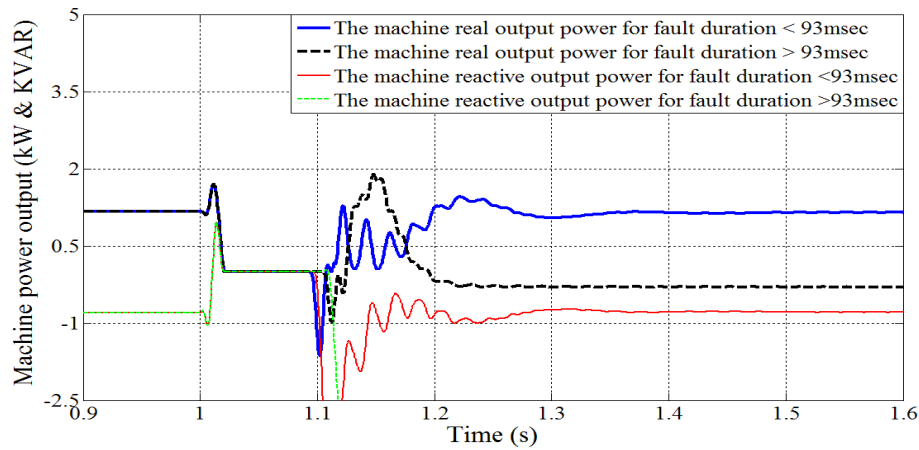 The machine real output power for fault duration < 93msec
The machine real output power for fault duration > 93msec
The machine reactive output power for fault duration <93msec
The machine reactive output power for fault duration >93msec
Machine power output (kW & KVAR)
5
3.5
2
0.5
-1
-2.5
0.9
1
1.1
1.2
1.3
1.4
1.5
1.6
Time (s)